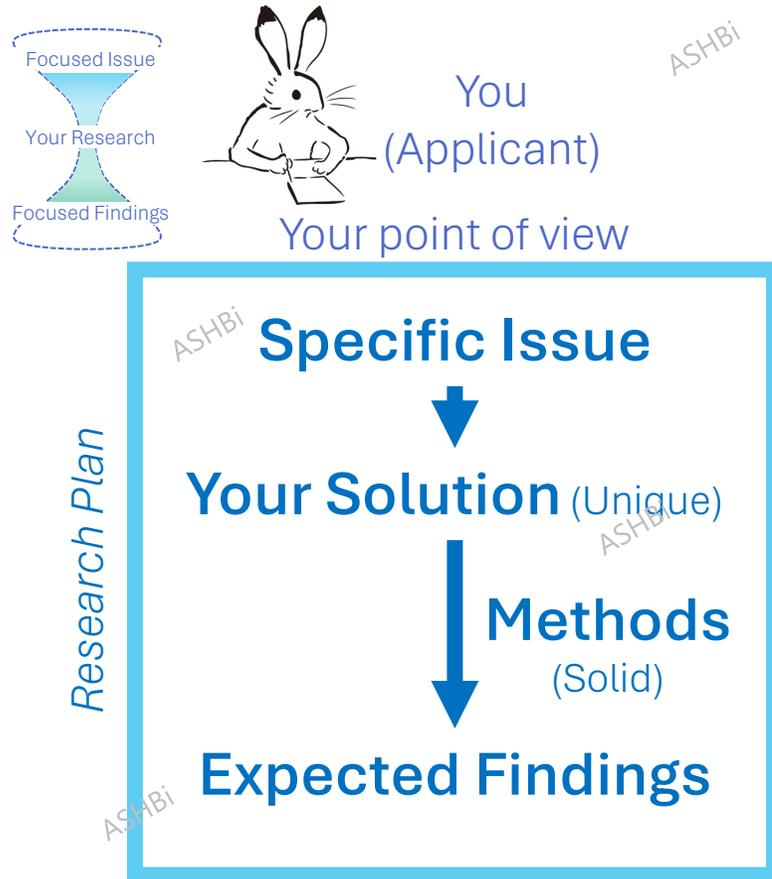 Focused Issue
Your Research
Focused Findings
ASHBi
You
(Applicant)
Your point of view
ASHBi
Specific Issue
Your Solution (Unique)
ASHBi
Research Plan
Methods
(Solid)
Expected Findings
ASHBi